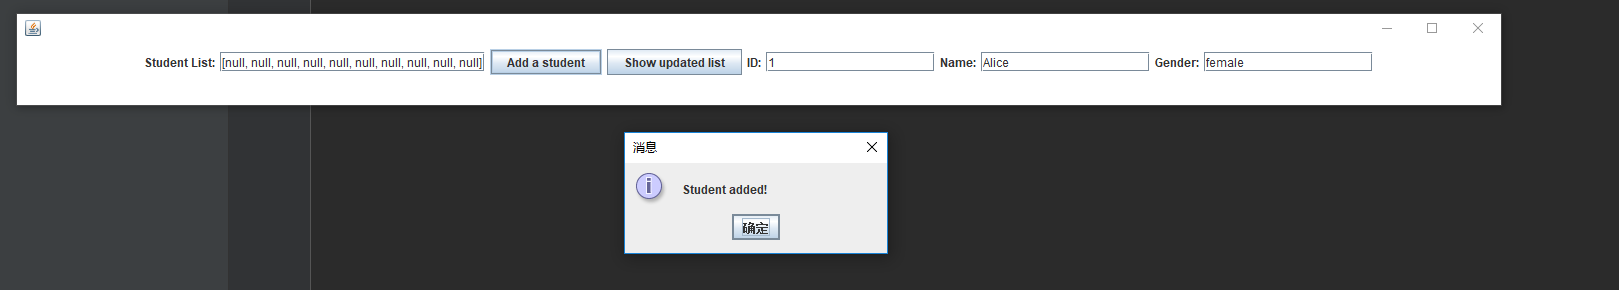 Student List: [null, null, null, null, null, null, null, null, null, null] Add a student Show updated list ID: 1 Name: Alice Gender: female
消息
Student added!
确定